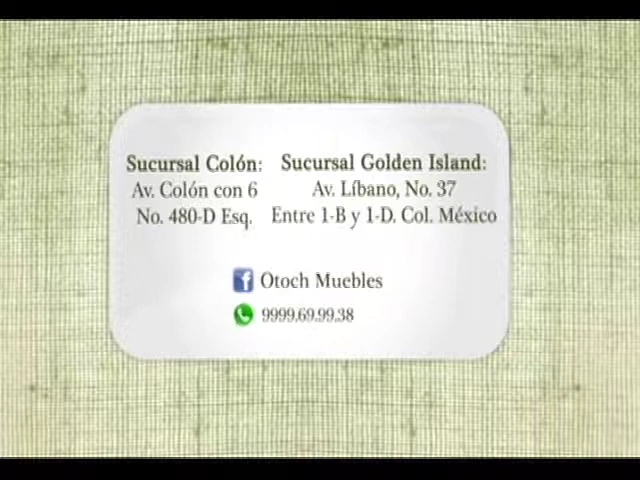 Sucursal Colón:
Av. Colón con 6
No. 480-D Esq.
Sucursal Golden Island:
Av. Líbano, No. 37
Entre 1-B y 1-D. Col. México
Otoch Muebles
9999.69.99.38